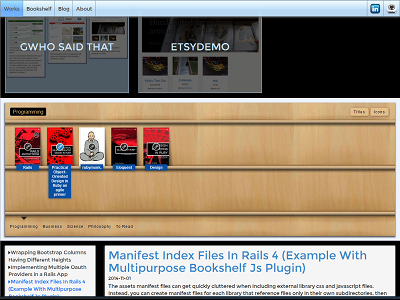 Works Bookshelf Blog About
GWHO SAID THAT
ETSYDEMO
Programming
Titles Icons
Rails
Practical
Object-
Oriented
Design in
Ruby an
agile
primer
rubymonk
Eloquent
Design
Programming Business Science Philosophy To-Read
Wrapping Bootstrap Columns
Having Different Heights
Implementing Multiple Oauth
Providers in a Rails App
Manifest Index Files In Rails 4
(Example With Multipurpose
Manifest Index Files In Rails 4 (Example With
Multipurpose Bookshelf Js Plugin)
2014-11-01
The assets manifest files can get quickly cluttered when including external library css and javascript files.
Instead, you can create manifest files for each library that reference files only in their own subdirectories, then